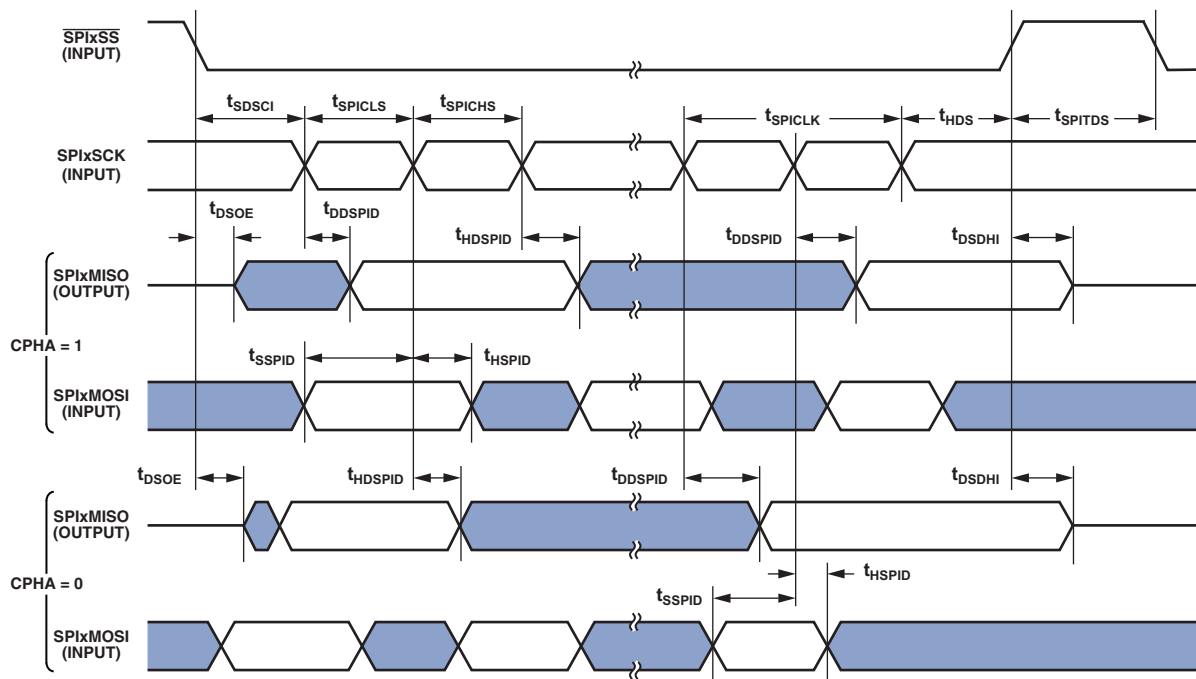 SPIxSS
(INPUT)
tSDSCI tSPICLS tSPICHS tSPICLK tHDS tSPITDS
SPIxSCK
(INPUT)
tDSOE tDDSPID tHDSPID tDDSPID tDSDHI
SPIxMISO
(OUTPUT)
CPHA = 1
tSSPID tHSPID
SPIxMOSI
(INPUT)
tDSOE tHDSPID tDDSPID tDSDHI
SPIxMISO
(OUTPUT)
CPHA = 0
tHSPID
tSSPID
SPIxMOSI
(INPUT)